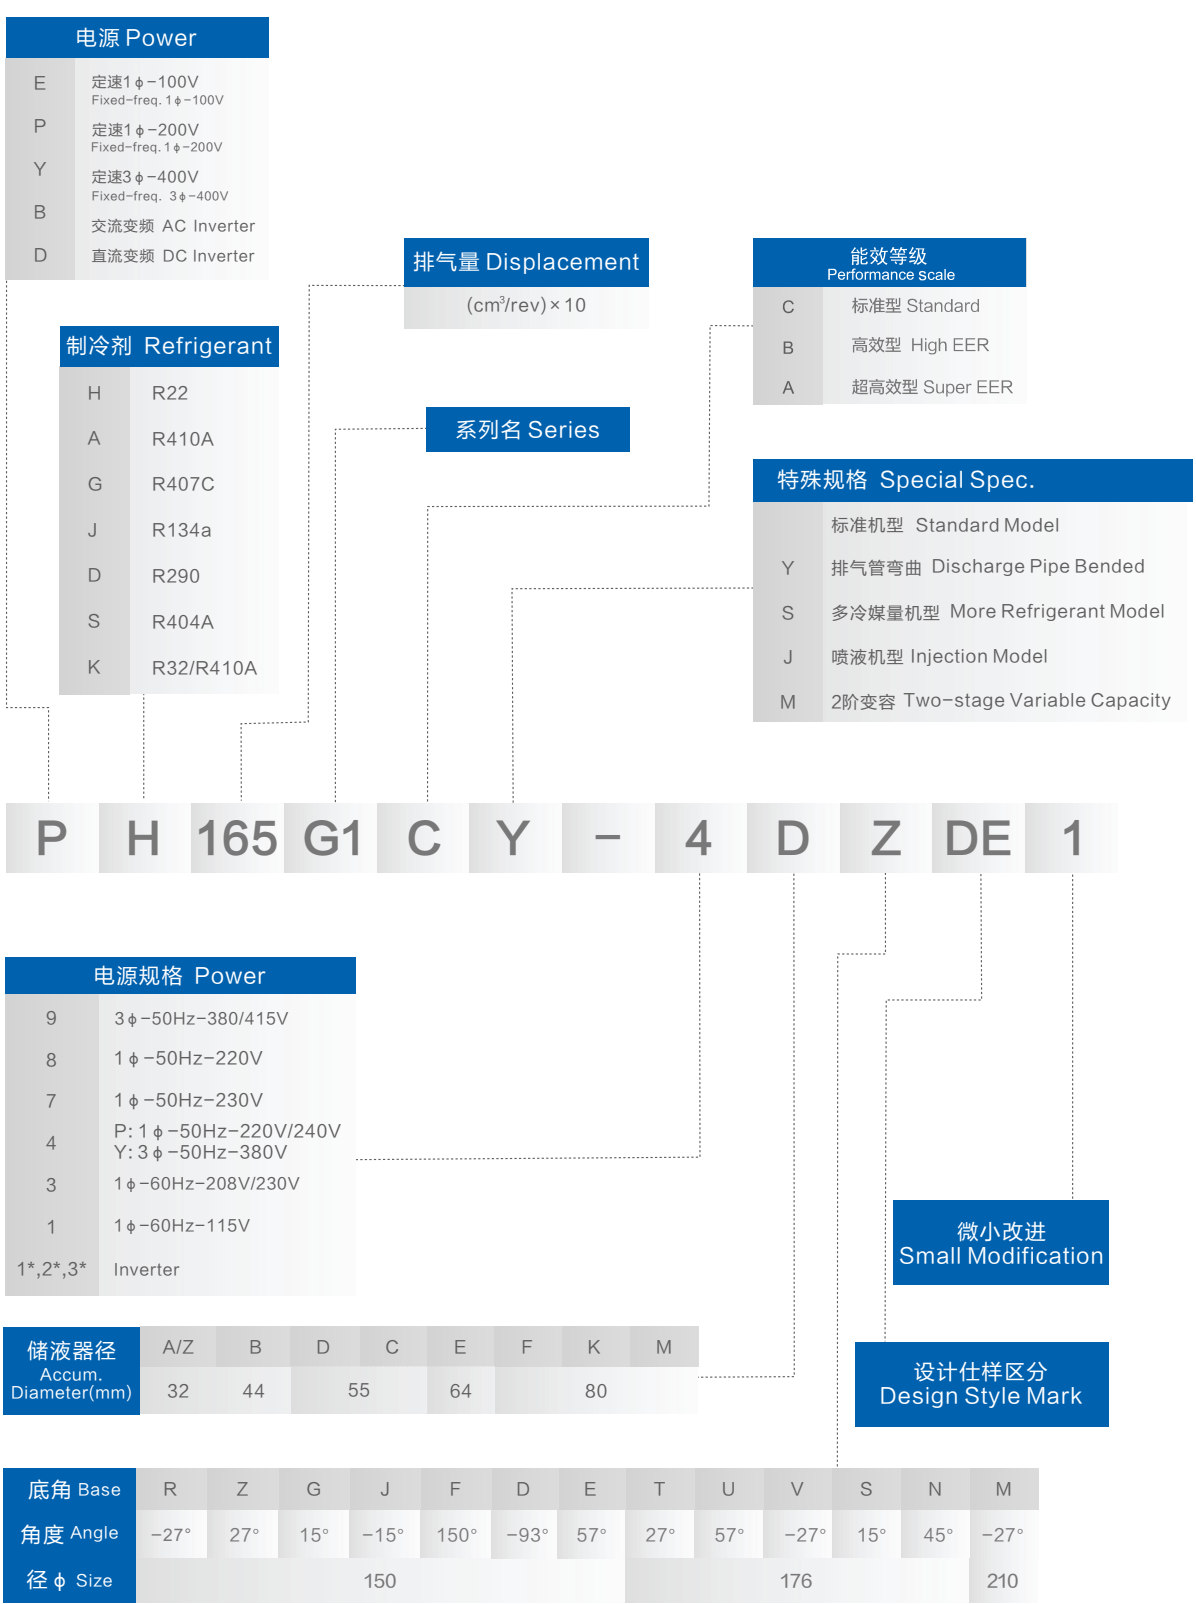 电源 Power
E 定速1ϕ-100V
Fixed-freq. 1ϕ-100V
P 定速1ϕ-200V
Fixed-freq. 1ϕ-200V
Y 定速3ϕ-400V
Fixed-freq. 3ϕ-400V
B 交流变频 AC Inverter
D 直流变频 DC Inverter
制冷剂 Refrigerant
H R22
A R410A
G R407C
J R134a
D R290
S R404A
K R32/R410A
排气量 Displacement
(cm³/rev)×10
系列名 Series
能效等级
Performance scale
C 标准型 Standard
B 高效型 High EER
A 超高效型 Super EER
特殊规格 Special Spec.
标准机型 Standard Model
Y 排气管弯曲 Discharge Pipe Bended
S 多冷媒量机型 More Refrigerant Model
J 喷液机型 Injection Model
M 2阶变容 Two-stage Variable Capacity
P H 165 G1 C Y - 4 D Z DE 1
电源规格 Power
9 3ϕ-50Hz-380/415V
8 1ϕ-50Hz-220V
7 1ϕ-50Hz-230V
4 P: 1ϕ-50Hz-220V/240V
Y: 3ϕ-50Hz-380V
3 1ϕ-60Hz-208V/230V
1 1ϕ-60Hz-115V
1*,2*,3* Inverter
微小改进
Small Modification
设计仕样区分
Design Style Mark
储液器径
Accum.
Diameter(mm)
A/Z B D C E F K M
32 44 55 64 80
底角 Base R Z G J F D E T U V S N M
角度 Angle -27° 27° 15° -15° 150° -93° 57° 27° 57° -27° 15° 45° -27°
径 ϕ Size 150 176 210